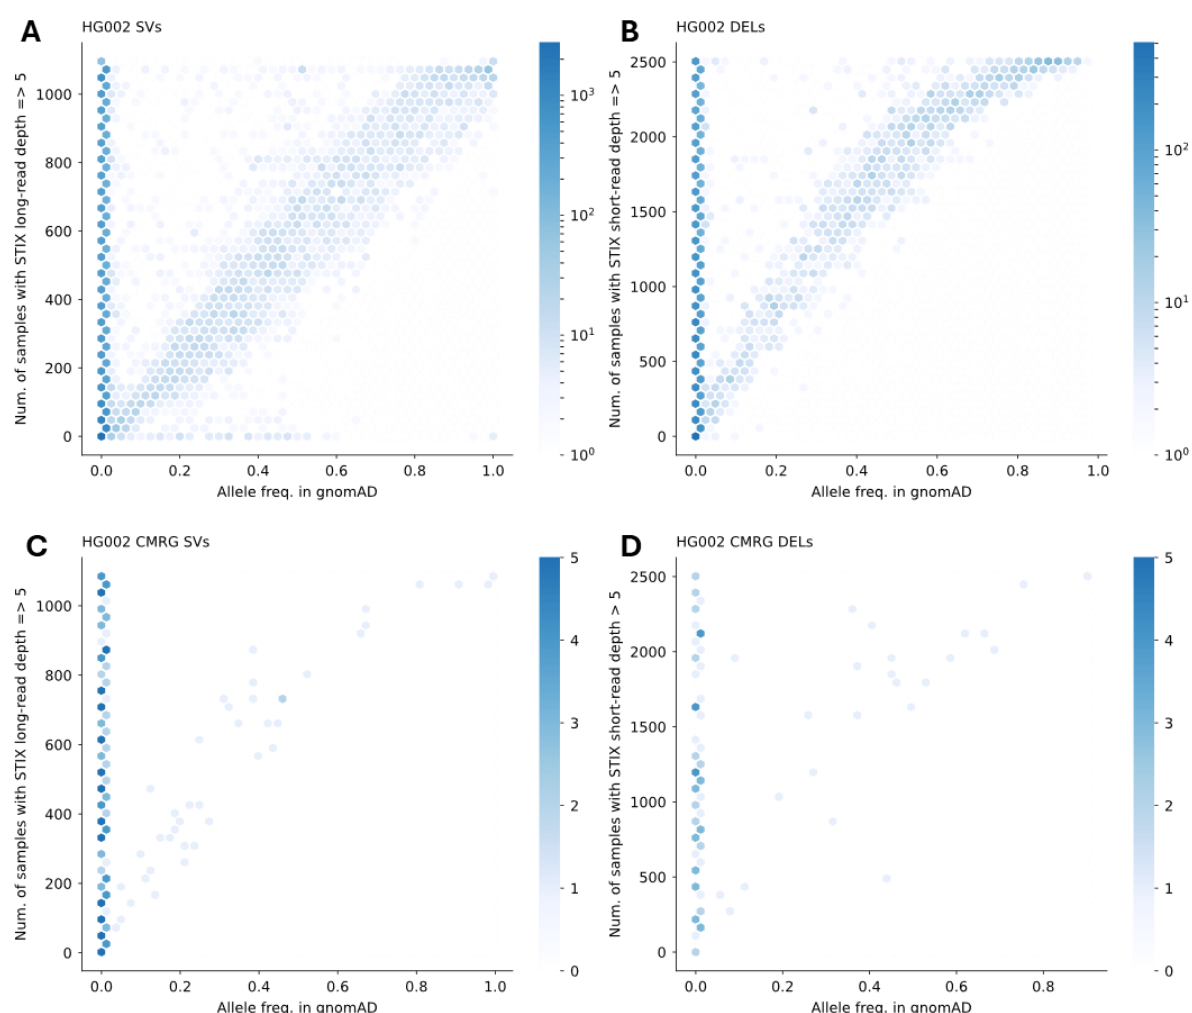 A
HG002 SVs
Num. of samples with STIX long-read depth => 5
1000
800
600
400
200
0
0.0 0.2 0.4 0.6 0.8 1.0
Allele freq. in gnomAD
10³
10²
10¹
10⁰
B
HG002 DELs
Num. of samples with STIX short-read depth => 5
2500
2000
1500
1000
500
0
0.0 0.2 0.4 0.6 0.8 1.0
Allele freq. in gnomAD
10²
10¹
10⁰
C
HG002 CMRG SVs
Num. of samples with STIX long-read depth => 5
1000
800
600
400
200
0
0.0 0.2 0.4 0.6 0.8 1.0
Allele freq. in gnomAD
5
4
3
2
1
0
D
HG002 CMRG DELs
Num. of samples with STIX short-read depth > 5
2500
2000
1500
1000
500
0
0.0 0.2 0.4 0.6 0.8
Allele freq. in gnomAD
5
4
3
2
1
0